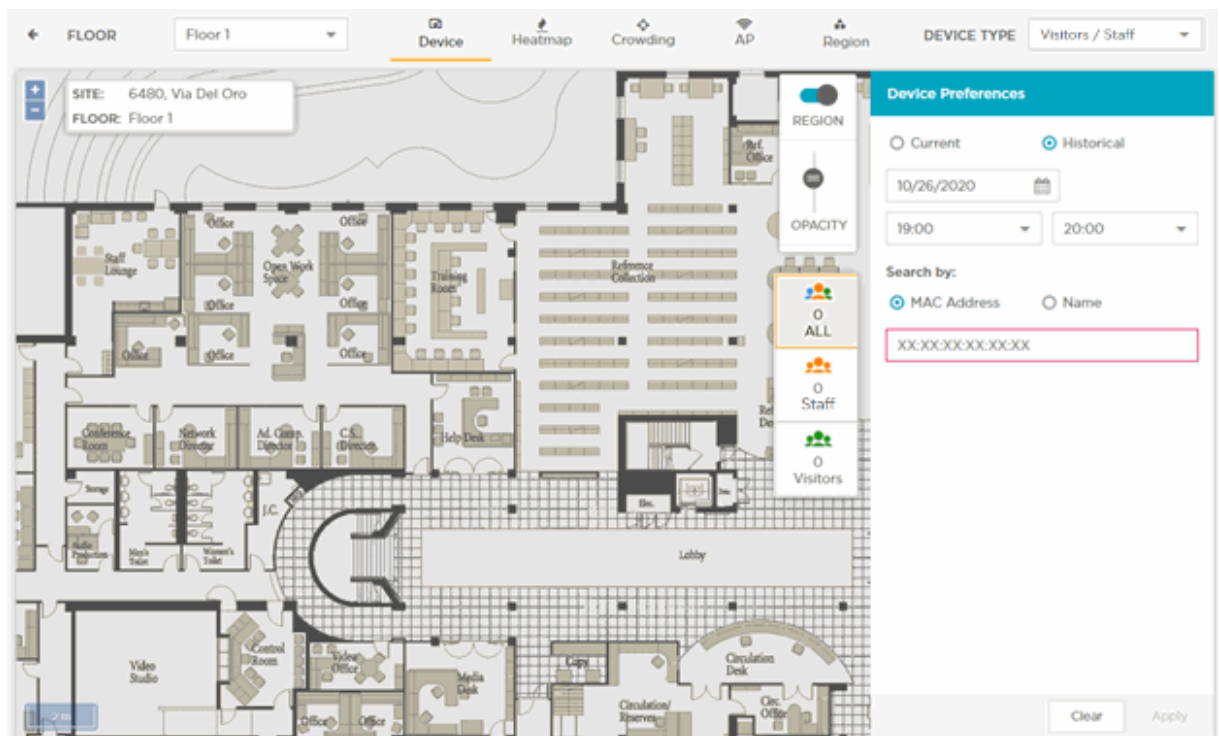 FLOOR
Floor 1
Device
Heatmap
Crowding
AP
Region
DEVICE TYPE
Visitors / Staff
+
SITE: 6480, Via Del Oro
FLOOR: Floor 1
-
REGION
OPACITY
0
ALL
0
Staff
0
Visitors
Device Preferences
Current
Historical
10/26/2020
19:00
20:00
Search by:
MAC Address
Name
XX:XX:XX:XX:XX:XX
Clear
Apply
Ref.
Office
Office
Office
Staff
Lounge
Open Work
Space
Training
Room
Reference
Collection
Office
Office
Office
Office
Office
Conference
Room
Network
Director
Ad. Comp.
Director
C.S.
Director
Help Desk
Storage
J.C.
Elec.
Audio
Production
Men's
Toilet
Women's
Toilet
Lobby
Video
Studio
Control
Room
Video
Office
Media
Desk
Copy
Circulation
Desk
Circulation/
Reserves
Circ.
Office
Office
Office
2 m